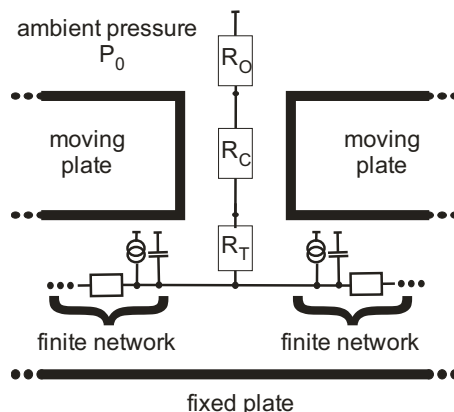 ambient pressure
P0
RO
RC
RT
moving
plate
moving
plate
finite network
finite network
fixed plate